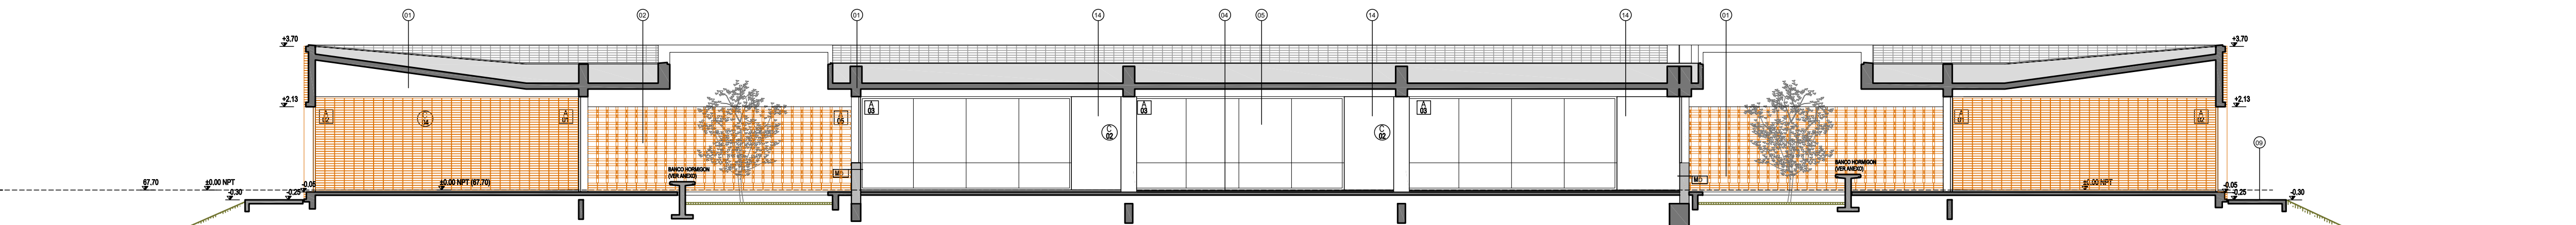 01
02
01
14
04
05
14
14
01
+3.70
+3.70
+2.13
+2.13
A
02
C
04
A
01
A
05
A
03
C
02
A
03
C
02
A
03
A
01
A
02
09
BANCO HORMIGON
(VER ANEXO)
MD
BANCO HORMIGON
(VER ANEXO)
MD
67.70
±0.00 NPT
-0.05
±0.00 NPT (67.70)
±0.00 NPT
-0.05
-0.30
-0.25
-0.25
-0.30